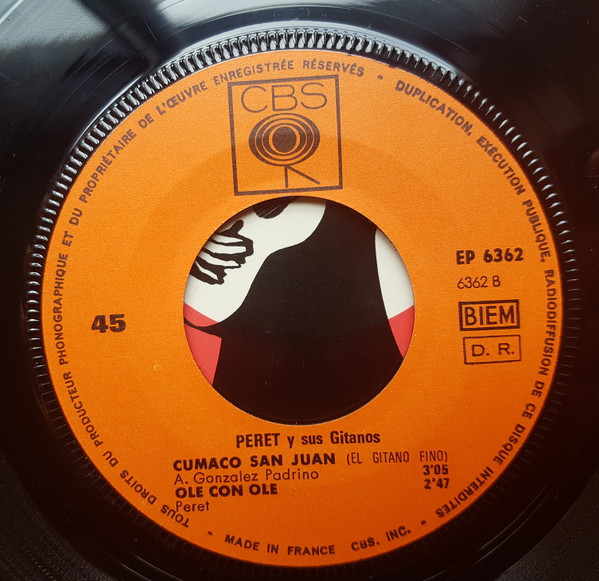 TOUS DROITS DU PRODUCTEUR PHONOGRAPHIQUE ET DU PROPRIÉTAIRE DE L'ŒUVRE ENREGISTRÉE RÉSERVÉS - DUPLICATION, EXÉCUTION PUBLIQUE, RADIODIFUSION DE CE DISQUE INTERDITES
CBS
45
EP 6362
6362 B
BIEM
D. R.
PERET y sus Gitanos
CUMACO SAN JUAN (EL GITANO FINO)
A. Gonzalez Padrino 3'05
OLE CON OLE 2'47
Peret
- MADE IN FRANCE CBS, INC. -